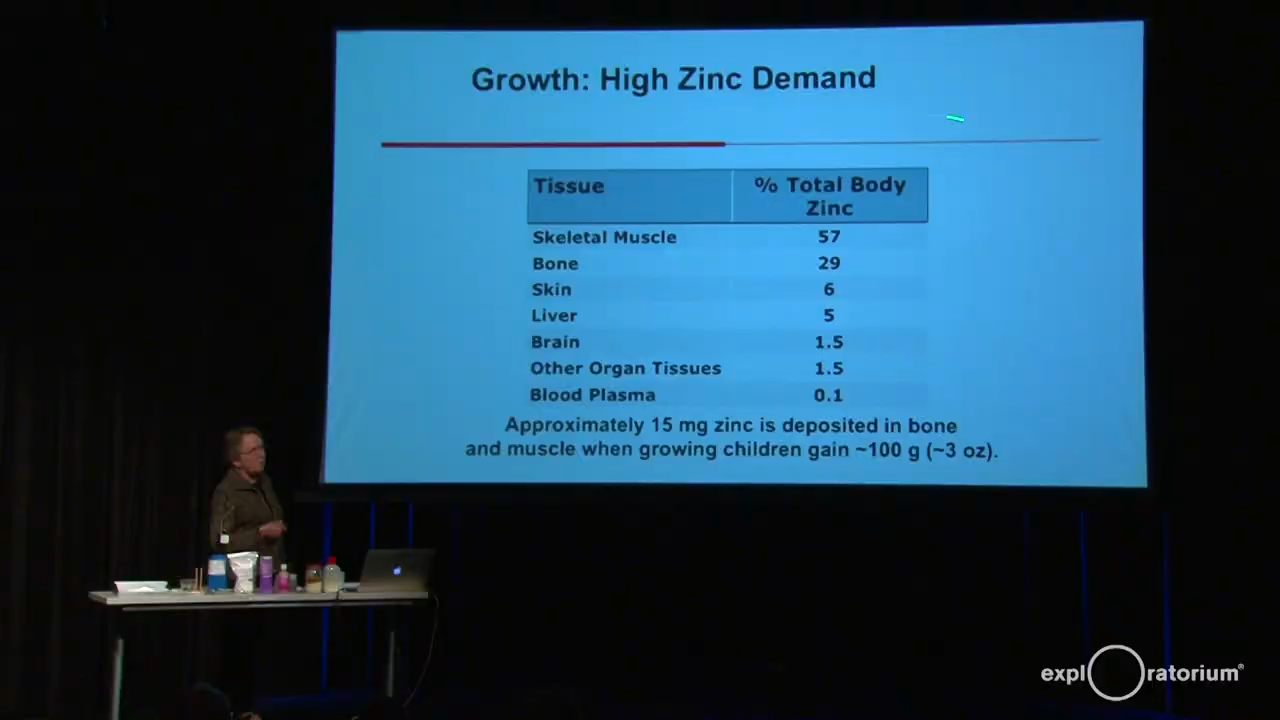 Growth: High Zinc Demand
Tissue % Total Body
Zinc
Skeletal Muscle 57
Bone 29
Skin 6
Liver 5
Brain 1.5
Other Organ Tissues 1.5
Blood Plasma 0.1
Approximately 15 mg zinc is deposited in bone
and muscle when growing children gain ~100 g (~3 oz).
expl ratorium®